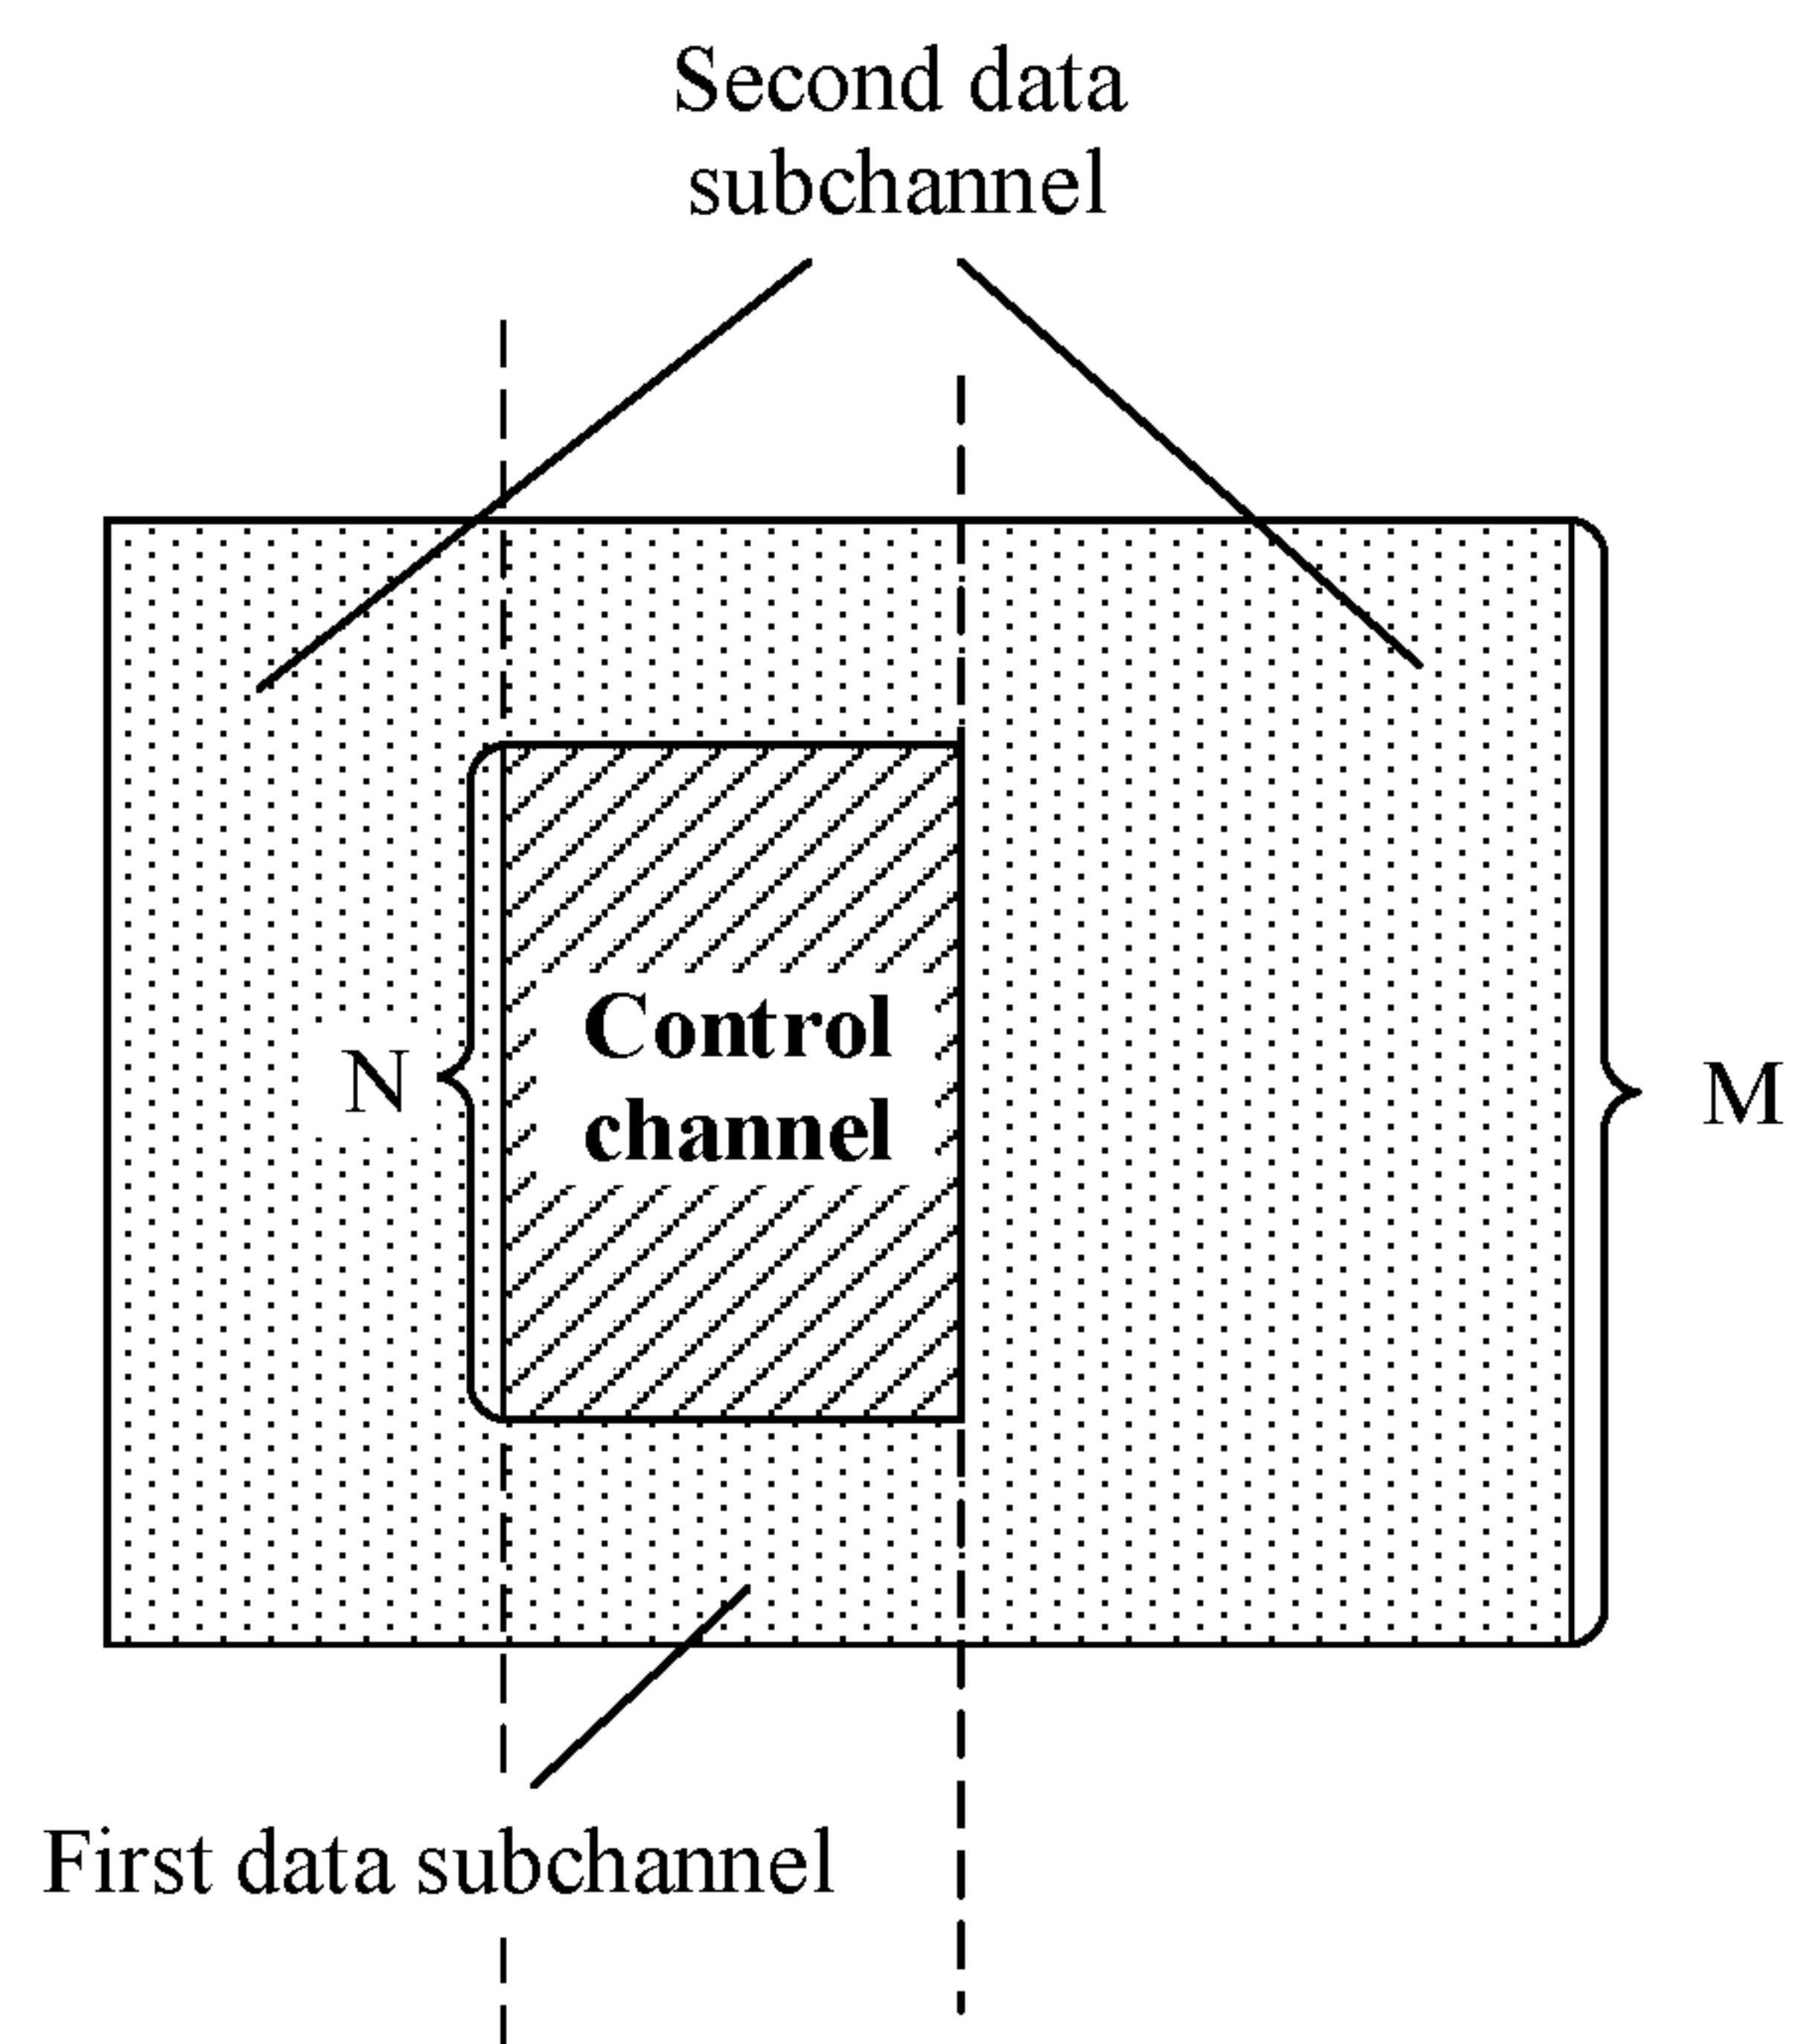 Second data
subchannel
N
Control
channel
M
First data subchannel